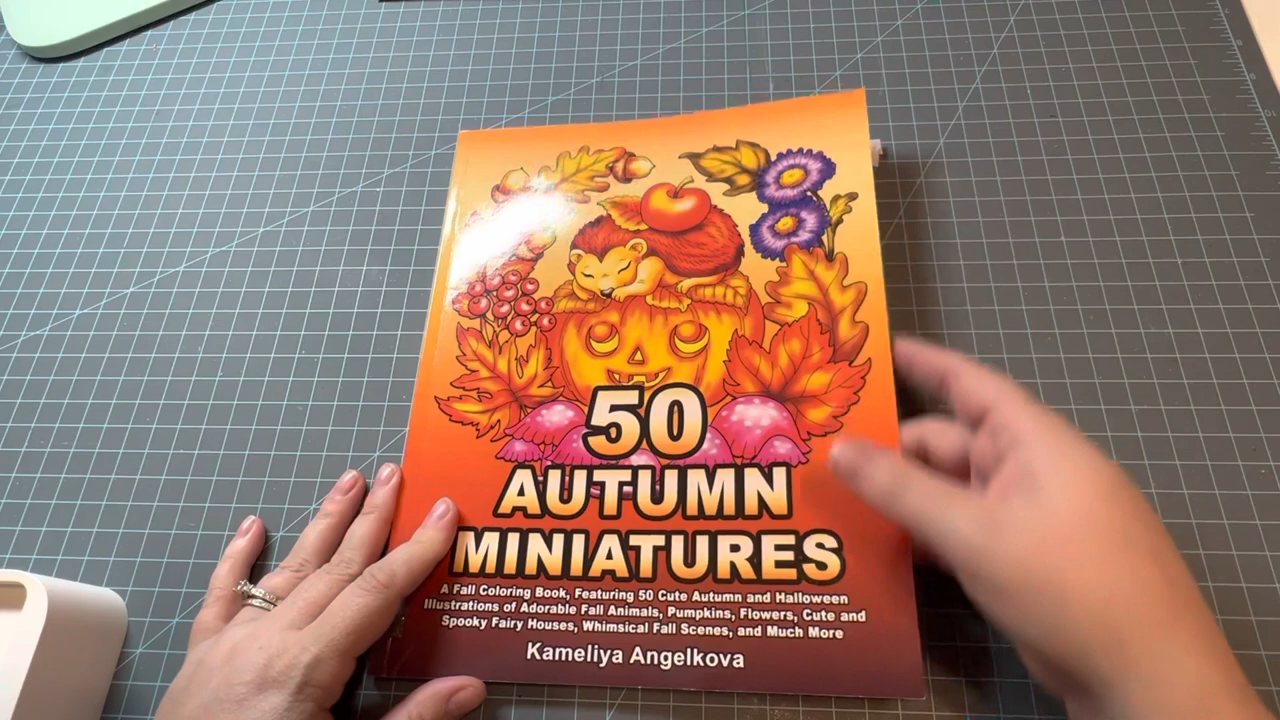 50
AUTUMN
MINIATURES
A Fall Coloring Book, Featuring 50 Cute Autumn and Halloween
Illustrations of Adorable Fall Animals, Pumpkins, Flowers, Cute and
Spooky Fairy Houses, Whimsical Fall Scenes, and Much More
Kameliya Angelkova